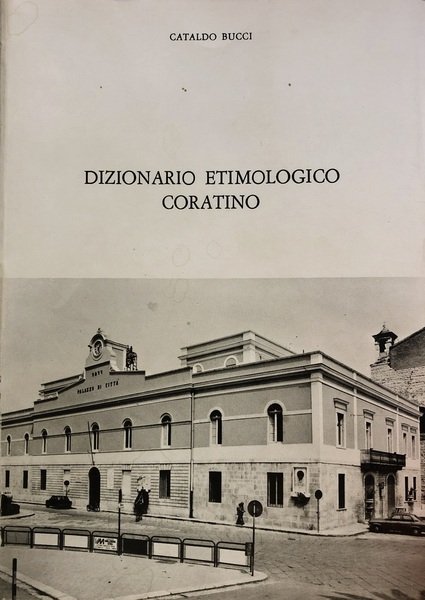 CATALDO BUCCI
DIZIONARIO ETIMOLOGICO
CORATINO
PALAZZO DI CITTÀ